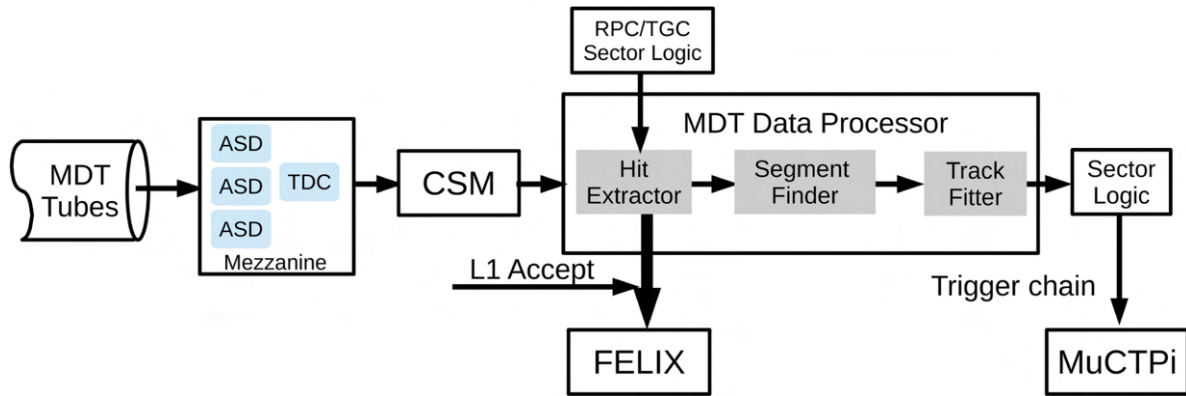 RPC/TGC
Sector Logic
MDT Data Processor
MDT
Tubes
ASD
ASD
ASD
TDC
Mezzanine
CSM
Hit
Extractor
Segment
Finder
Track
Fitter
Sector
Logic
L1 Accept
Trigger chain
FELIX
MuCTPi